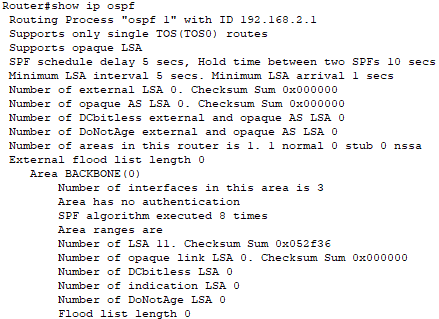 Router#show ip ospf
Routing Process "ospf 1" with ID 192.168.2.1
Supports only single TOS(TOS0) routes
Supports opaque LSA
SPF schedule delay 5 secs, Hold time between two SPFs 10 secs
Minimum LSA interval 5 secs. Minimum LSA arrival 1 secs
Number of external LSA 0. Checksum Sum 0x000000
Number of opaque AS LSA 0. Checksum Sum 0x000000
Number of DCbitless external and opaque AS LSA 0
Number of DoNotAge external and opaque AS LSA 0
Number of areas in this router is 1. 1 normal 0 stub 0 nssa
External flood list length 0
Area BACKBONE(0)
Number of interfaces in this area is 3
Area has no authentication
SPF algorithm executed 8 times
Area ranges are
Number of LSA 11. Checksum Sum 0x052f36
Number of opaque link LSA 0. Checksum Sum 0x000000
Number of DCbitless LSA 0
Number of indication LSA 0
Number of DoNotAge LSA 0
Flood list length 0